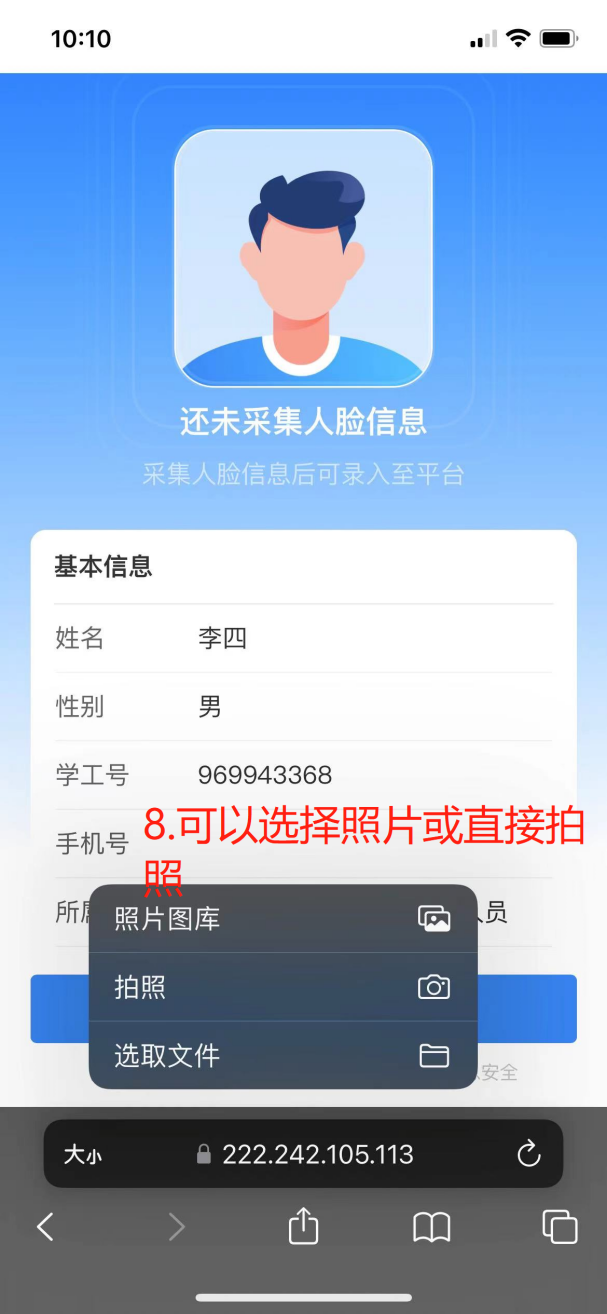 10:10
还未采集人脸信息
采集人脸信息后可录入至平台
基本信息
姓名 李四
性别 男
学工号 969943368
8.可以选择照片或直接拍
手机号
照
所 人员
照片图库
拍照
选取文件
安全
大小 222.242.105.113